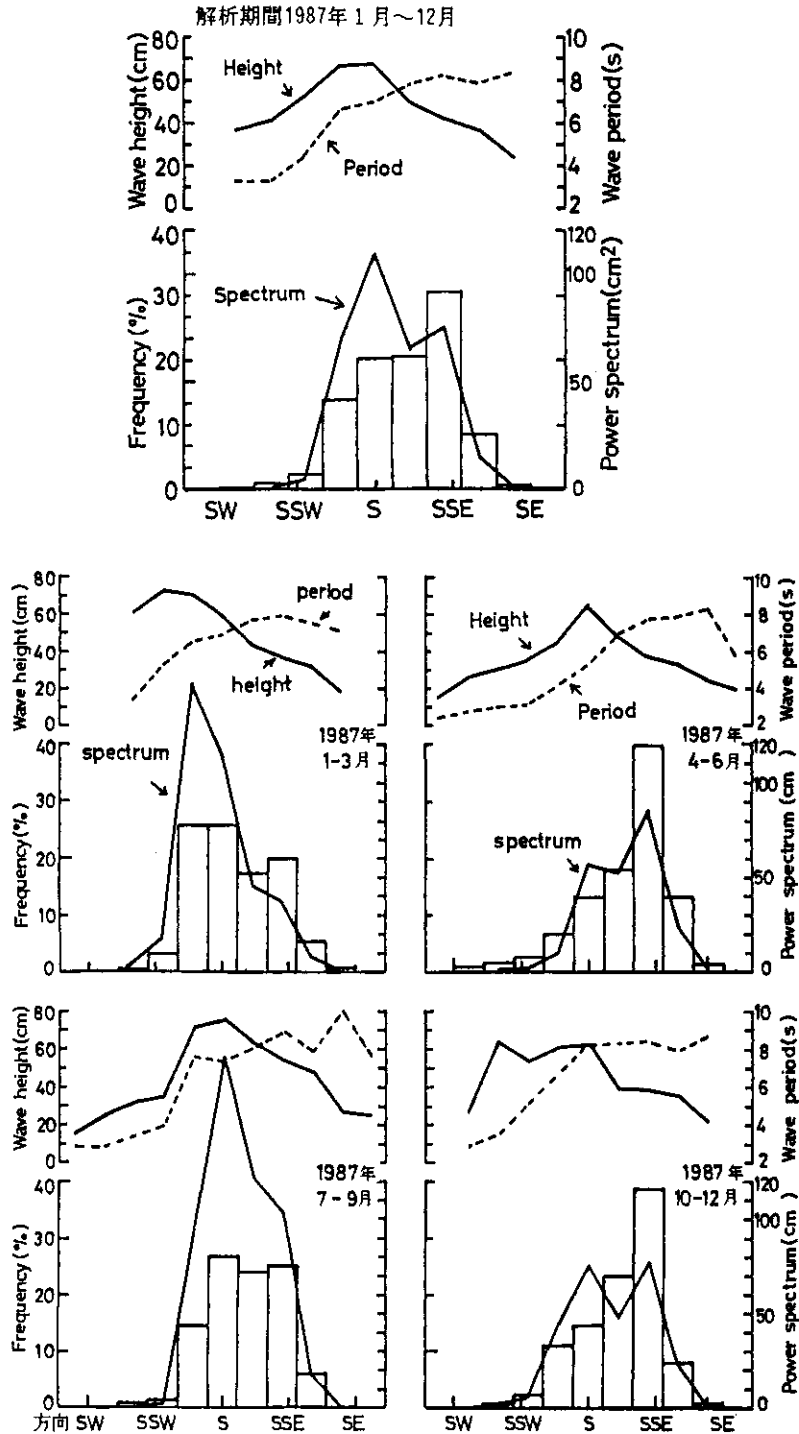 解析期間1987年1月～12月
Wave height(cm)
80
60
40
20
0
Height
Period
10
8
6
4
2
Wave period(s)
Frequency(%)
40
30
20
10
0
Spectrum
120
100
50
0
Power spectrum(cm²)
SW SSW S SSE SE
Wave height(cm)
80
60
40
20
0
period
height
Height
Period
10
8
6
4
2
Wave period(s)
Frequency(%)
40
30
20
10
0
spectrum
1987年
1-3月
spectrum
1987年
4-6月
120
100
50
0
Power spectrum(cm)
Wave height(cm)
80
60
40
20
0
10
8
6
4
2
Wave period(s)
Frequency(%)
40
30
20
10
0
1987年
7-9月
1987年
10-12月
120
100
50
0
Power spectrum(cm)
方向 SW SSW S SSE SE
SW SSW S SSE SE